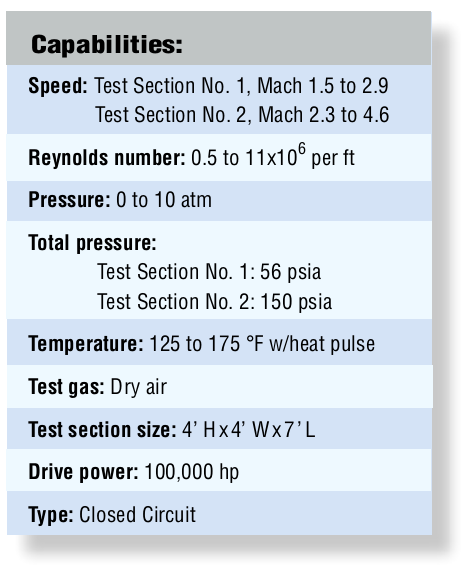 Capabilities:
Speed: Test Section No. 1, Mach 1.5 to 2.9
Test Section No. 2, Mach 2.3 to 4.6
Reynolds number: 0.5 to 11x10⁶ per ft
Pressure: 0 to 10 atm
Total pressure:
Test Section No. 1: 56 psia
Test Section No. 2: 150 psia
Temperature: 125 to 175 °F w/heat pulse
Test gas: Dry air
Test section size: 4’ H x 4’ W x 7’ L
Drive power: 100,000 hp
Type: Closed Circuit